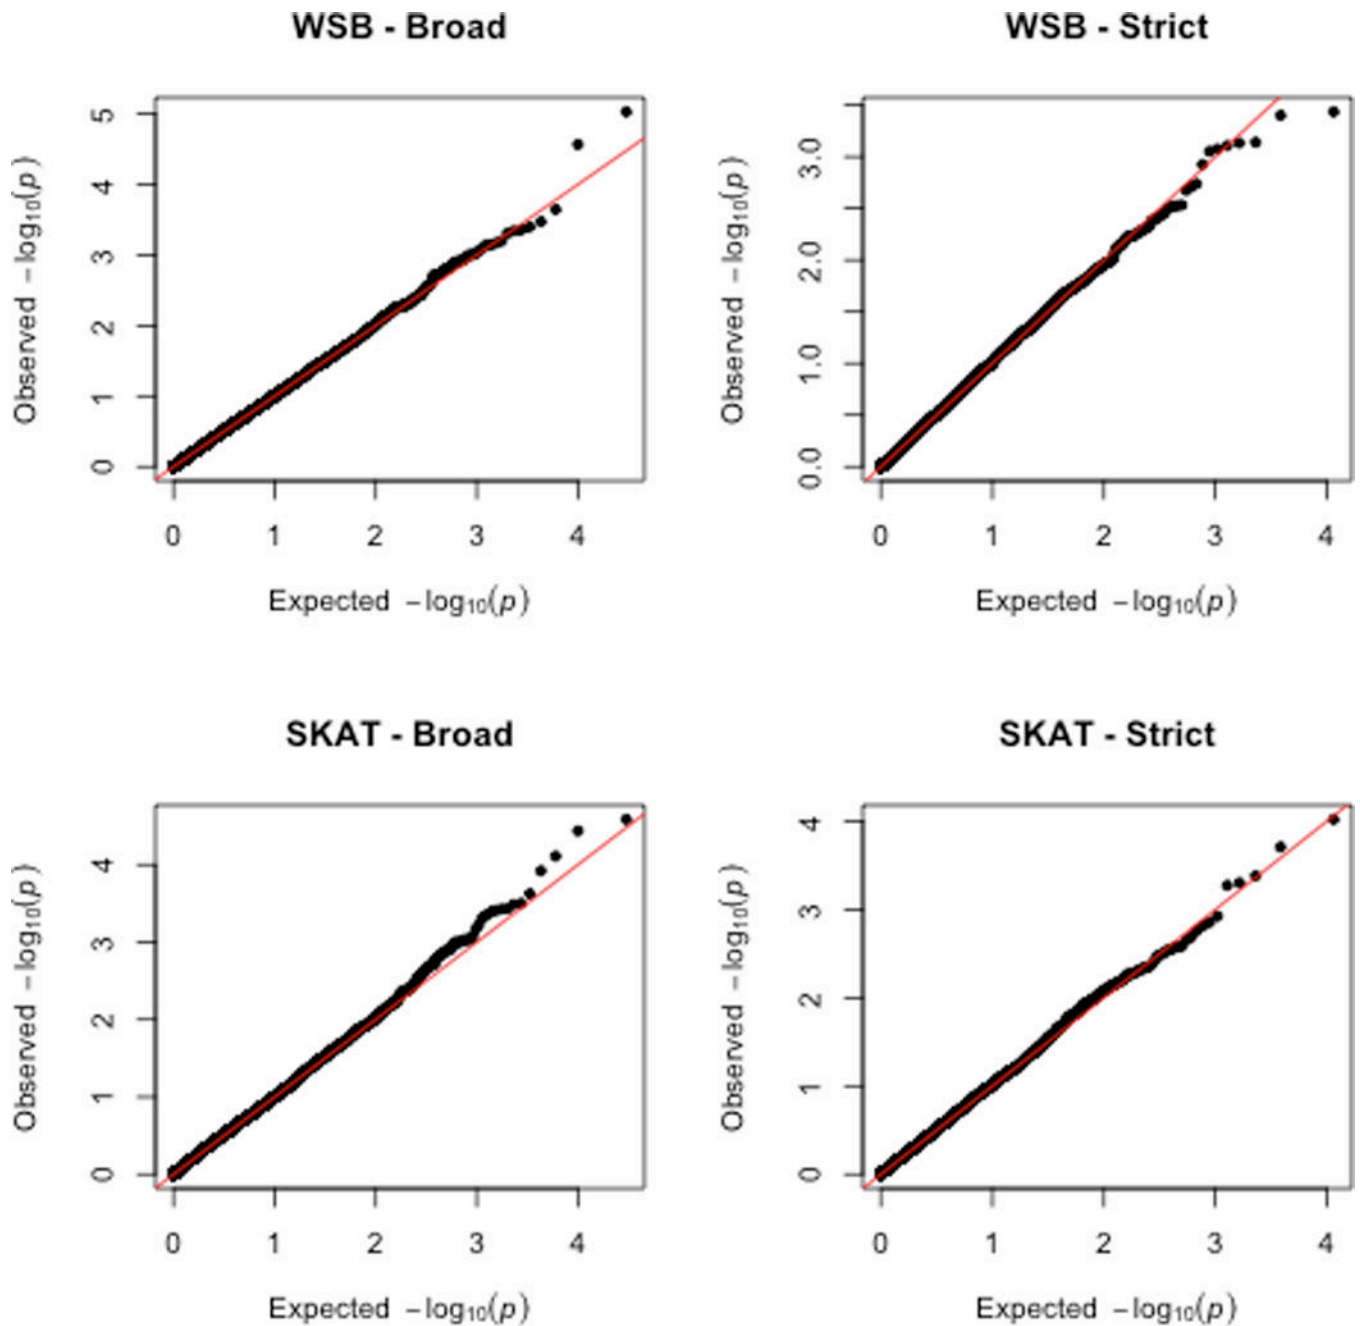 WSB - Broad
Observed −log₁₀(p)
5
4
3
2
1
0
0 1 2 3 4
Expected −log₁₀(p)
WSB - Strict
Observed −log₁₀(p)
3.0
2.0
1.0
0.0
0 1 2 3 4
Expected −log₁₀(p)
SKAT - Broad
Observed −log₁₀(p)
4
3
2
1
0
0 1 2 3 4
Expected −log₁₀(p)
SKAT - Strict
Observed −log₁₀(p)
4
3
2
1
0
0 1 2 3 4
Expected −log₁₀(p)